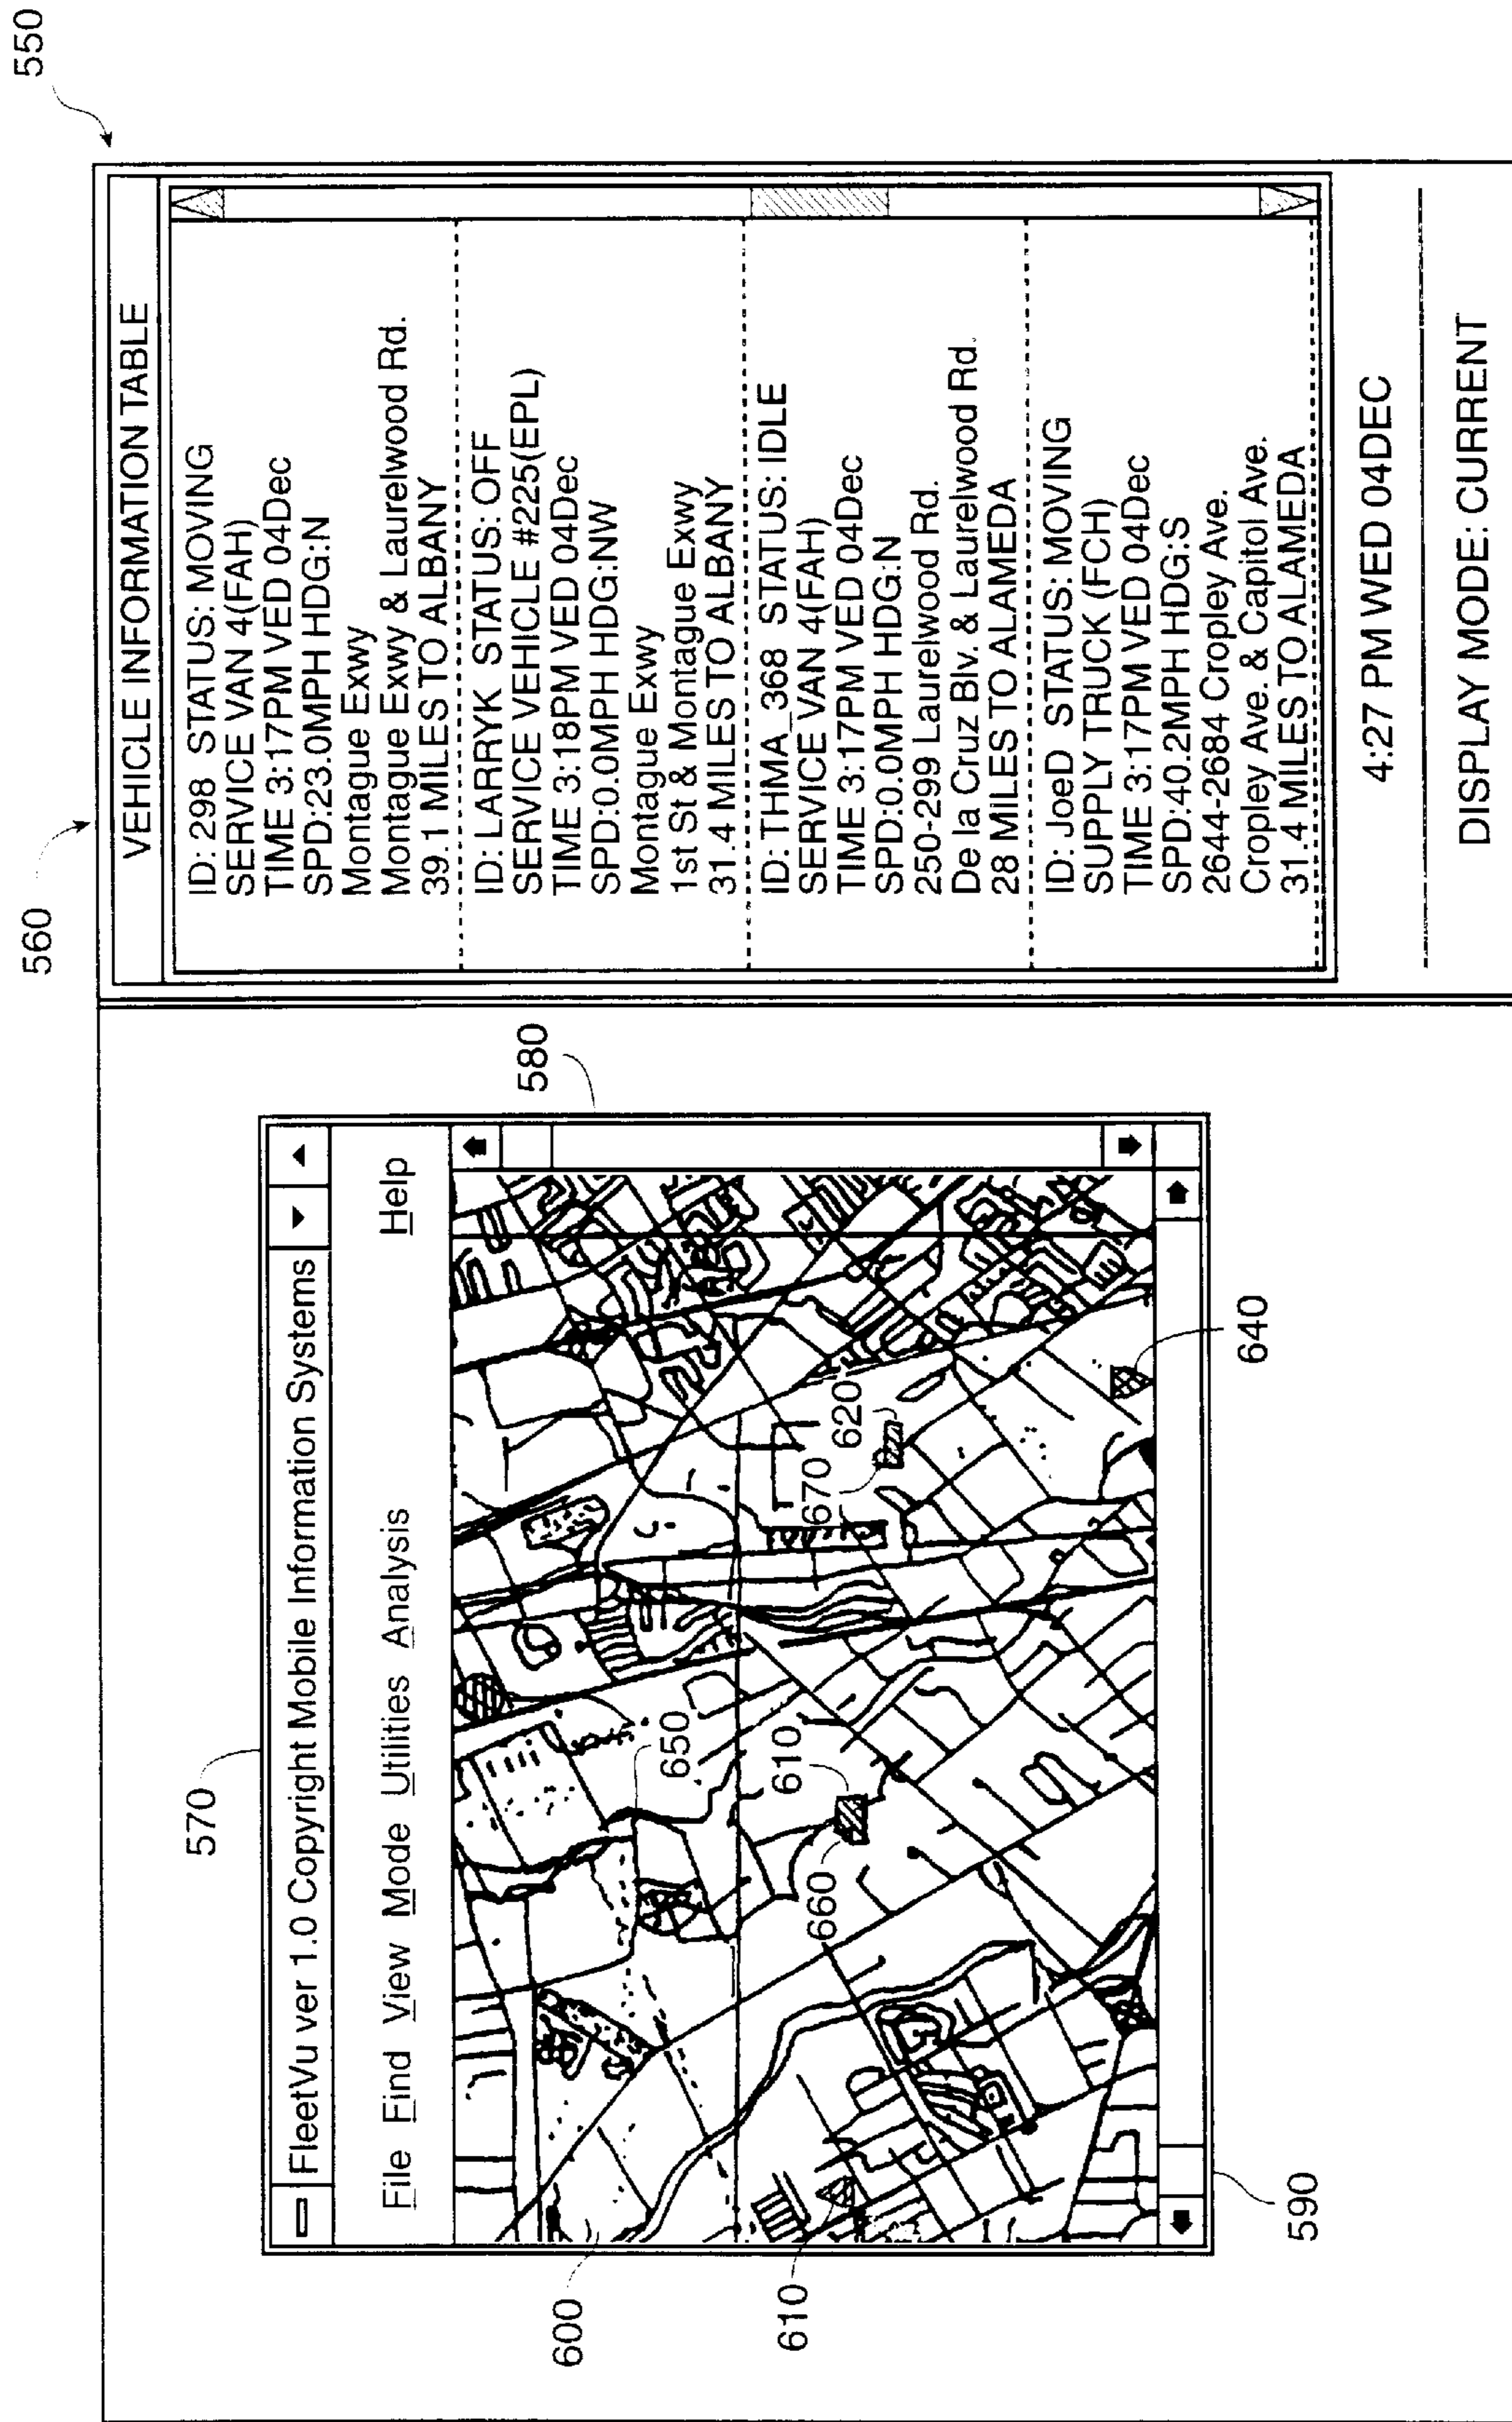 550
560
570
FleetVu ver 1.0 Copyright Mobile Information Systems
File Find View Mode Utilities Analysis Help
580
600
650
610
660
670
620
610
640
590
VEHICLE INFORMATION TABLE
ID: 298 STATUS: MOVING
SERVICE VAN 4(FAH)
TIME 3:17PM VED 04Dec
SPD:23.0MPH HDG:N
Montague Exwy
Montague Exwy & Laurelwood Rd.
39.1 MILES TO ALBANY
ID: LARRYK STATUS: OFF
SERVICE VEHICLE #225(EPL)
TIME 3:18PM VED 04Dec
SPD:0.0MPH HDG:NW
Montague Exwy
1st St & Montague Exwy
31.4 MILES TO ALBANY
ID: THMA_368 STATUS: IDLE
SERVICE VAN 4(FAH)
TIME 3:17PM VED 04Dec
SPD:0.0MPH HDG:N
250-299 Laurelwood Rd.
De la Cruz Blv. & Laurelwood Rd.
28 MILES TO ALAMEDA
ID: JoeD STATUS: MOVING
SUPPLY TRUCK (FCH)
TIME 3:17PM VED 04Dec
SPD:40.2MPH HDG:S
2644-2684 Cropley Ave.
Cropley Ave. & Capitol Ave.
31.4 MILES TO ALAMEDA
4:27 PM WED 04DEC
DISPLAY MODE: CURRENT